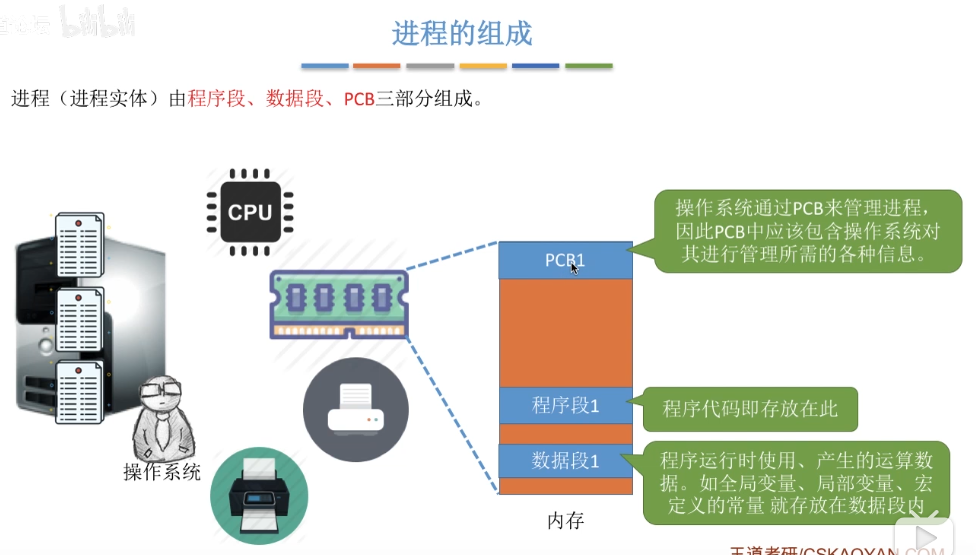 bilibili
进程的组成
进程（进程实体）由程序段、数据段、PCB三部分组成。
CPU
操作系统通过PCB来管理进程，
因此PCB中应该包含操作系统对
其进行管理所需的各种信息。
PCB1
程序段1
程序代码即存放在此
数据段1
程序运行时使用、产生的运算数
据。如全局变量、局部变量、宏
定义的常量 就存放在数据段内
操作系统
内存
王道考研/CSKAOYAN.COM